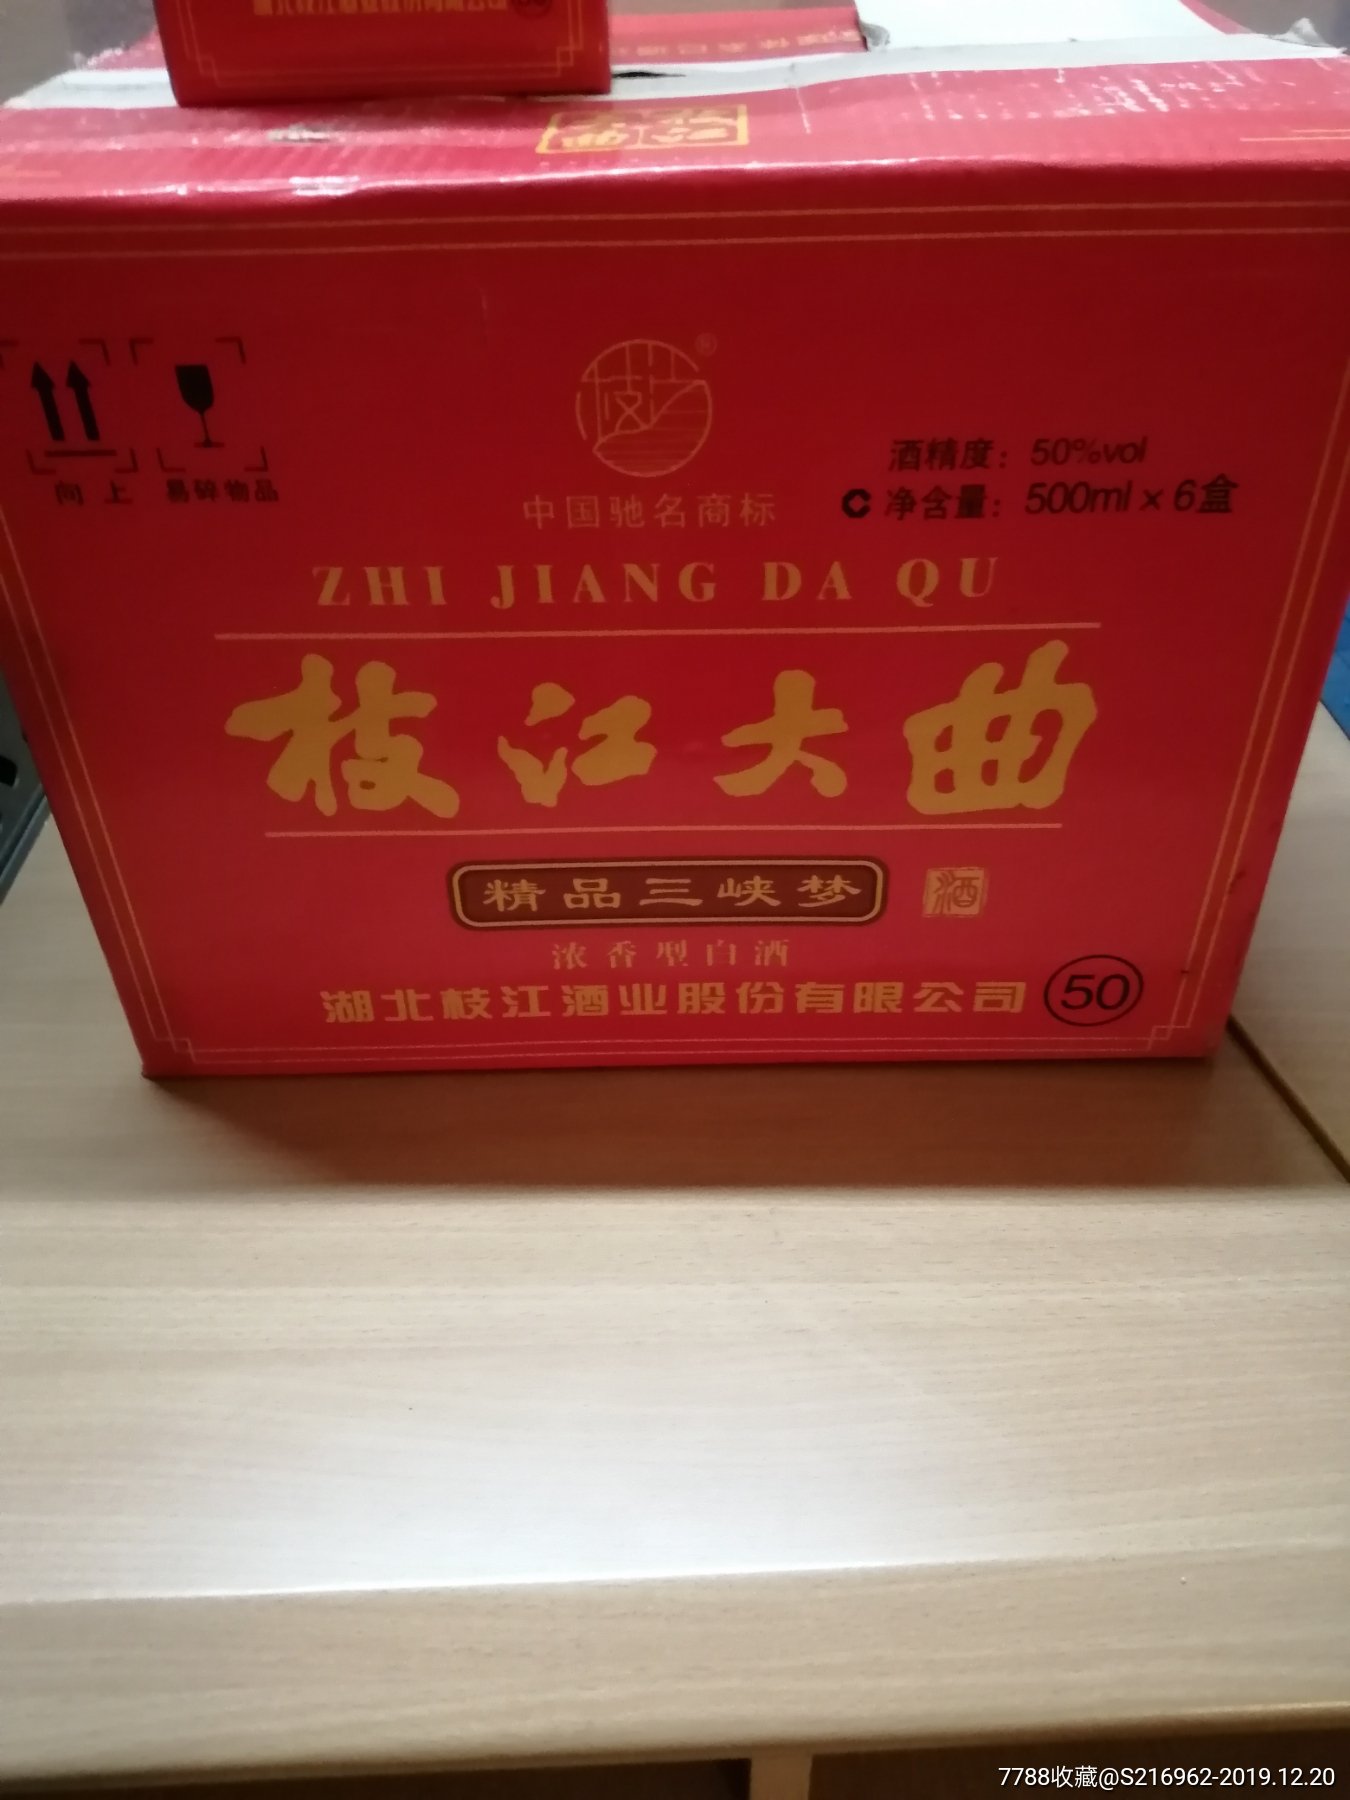 向上
易碎物品
中国驰名商标
酒精度：50%vol
C 净含量：500ml×6盒
ZHI JIANG DA QU
枝江大曲
精品三峡梦
酒
浓香型白酒
湖北枝江酒业股份有限公司 50
7788收藏@S216962-2019.12.20